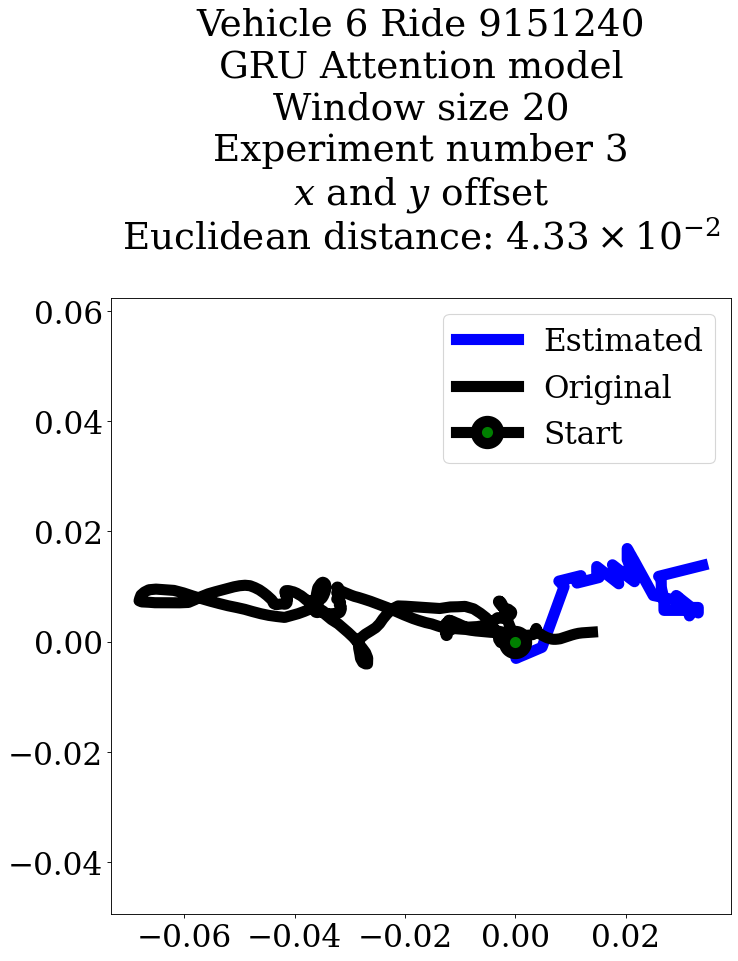 Vehicle 6 Ride 9151240
GRU Attention model
Window size 20
Experiment number 3
x and y offset
Euclidean distance: 4.33 × 10⁻²
0.06
Estimated
Original
0.04
Start
0.02
0.00
−0.02
−0.04
−0.06 −0.04 −0.02 0.00 0.02